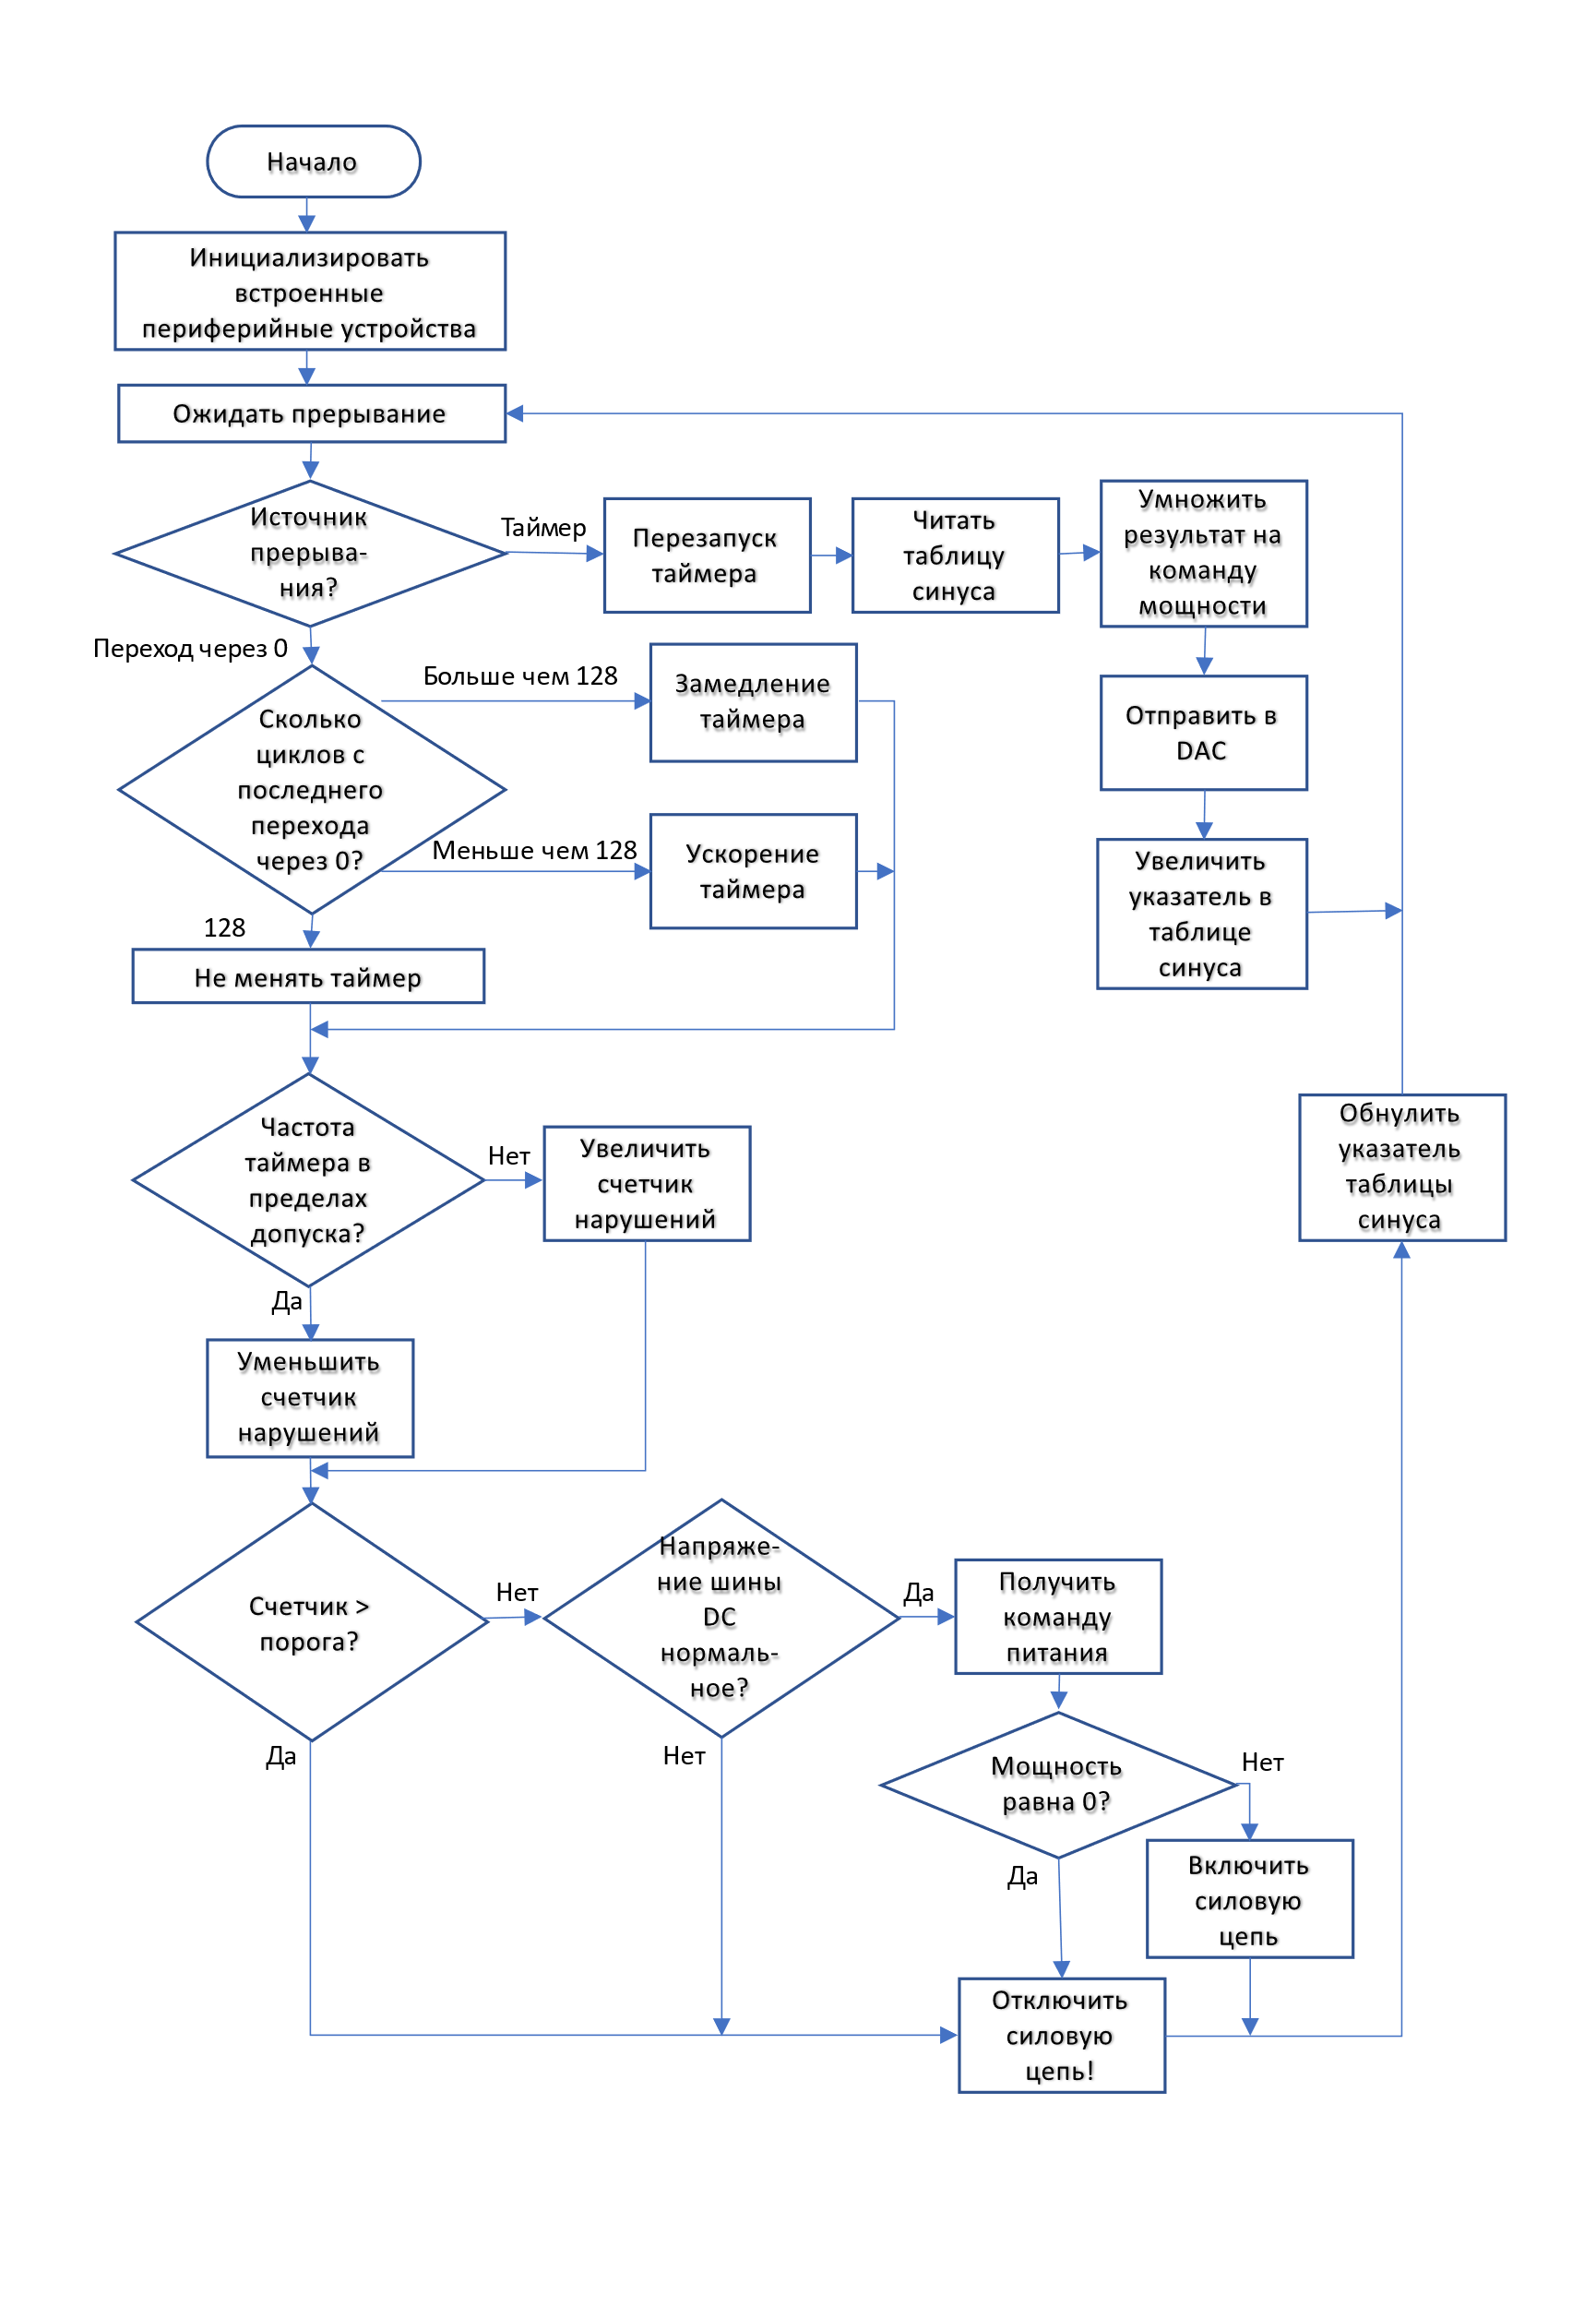 Начало
Инициализировать
встроенные
периферийные устройства
Ожидать прерывание
Источник
прерыва-
ния?
Таймер
Перезапуск
таймера
Читать
таблицу
синуса
Умножить
результат на
команду
мощности
Отправить в
DAC
Увеличить
указатель в
таблице
синуса
Переход через 0
Сколько
циклов с
последнего
перехода
через 0?
Больше чем 128
Замедление
таймера
Меньше чем 128
Ускорение
таймера
128
Не менять таймер
Частота
таймера в
пределах
допуска?
Нет
Увеличить
счетчик
нарушений
Обнулить
указатель
таблицы
синуса
Да
Уменьшить
счетчик
нарушений
Счетчик >
порога?
Нет
Напряже-
ние шины
DC
нормаль-
ное?
Да
Получить
команду
питания
Да
Нет
Мощность
равна 0?
Нет
Включить
силовую
цепь
Да
Отключить
силовую
цепь!